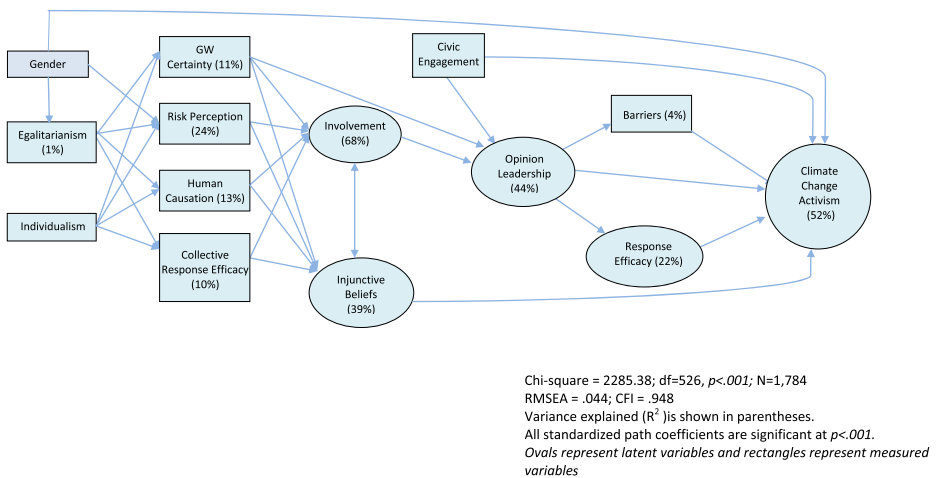 Gender
Egalitarianism
(1%)
Individualism
GW
Certainty (11%)
Risk Perception
(24%)
Human
Causation (13%)
Collective
Response Efficacy
(10%)
Involvement
(68%)
Injunctive
Beliefs
(39%)
Civic
Engagement
Opinion
Leadership
(44%)
Barriers (4%)
Response
Efficacy (22%)
Climate
Change
Activism
(52%)
Chi-square = 2285.38; df=526, p<.001; N=1,784
RMSEA = .044; CFI = .948
Variance explained (R² )is shown in parentheses.
All standardized path coefficients are significant at p<.001.
Ovals represent latent variables and rectangles represent measured
variables